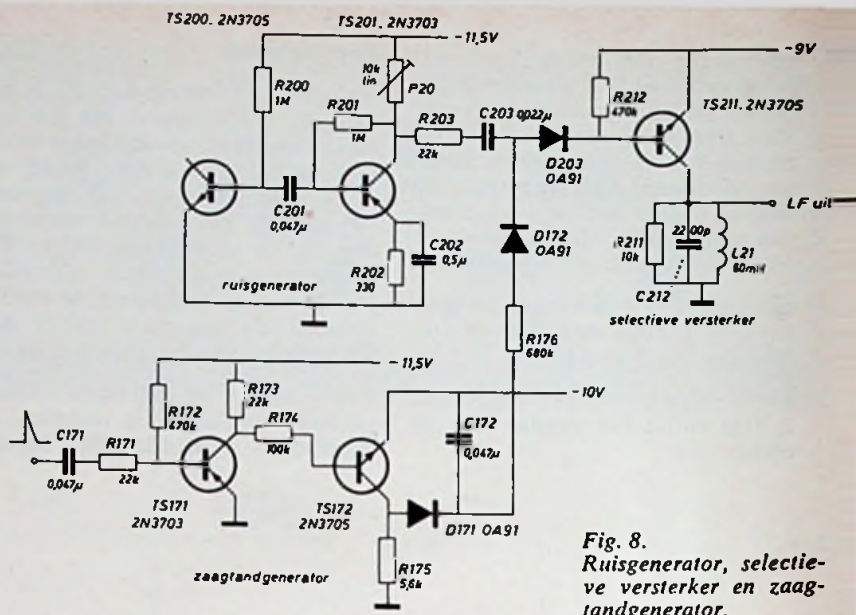 TS200. 2N3705
TS201. 2N3703
-11,5V
-9V
R200
1M
10k
lin
P20
R201
1M
R203
22k
C203 0,022μ
R212
470k
TS211. 2N3705
D203
OA91
C201
0,047μ
C202
0,5μ
R202
330
ruisgenerator
D172
OA91
R211
10k
2200p
L21
60mH
LF uit
C212
selectieve versterker
R176
680k
-11,5V
-10V
R172
470k
R173
22k
R174
100k
C172
0,047μ
C171
0,047μ
R171
22k
TS171
2N3703
TS172
2N3705
D171 OA91
R175
5,6k
zaagtandgenerator
Fig. 8.
Ruisgenerator, selectie-
ve versterker en zaag-
tandgenerator.